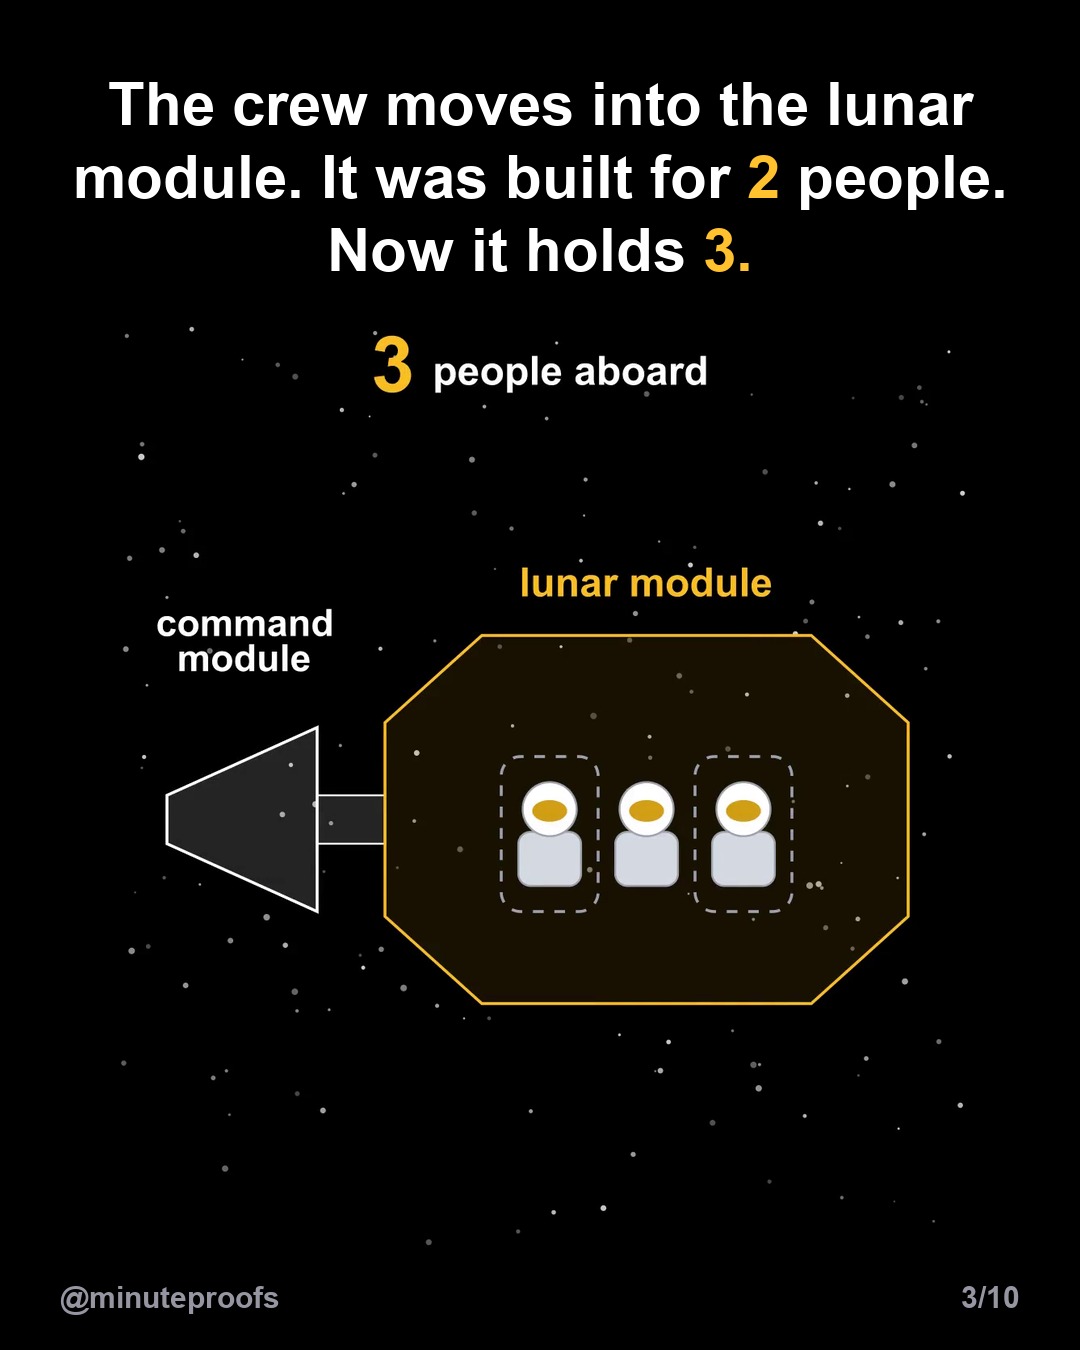 The crew moves into the lunar
module. It was built for 2 people.
Now it holds 3.
3 people aboard
lunar module
command
module
@minuteproofs
3/10